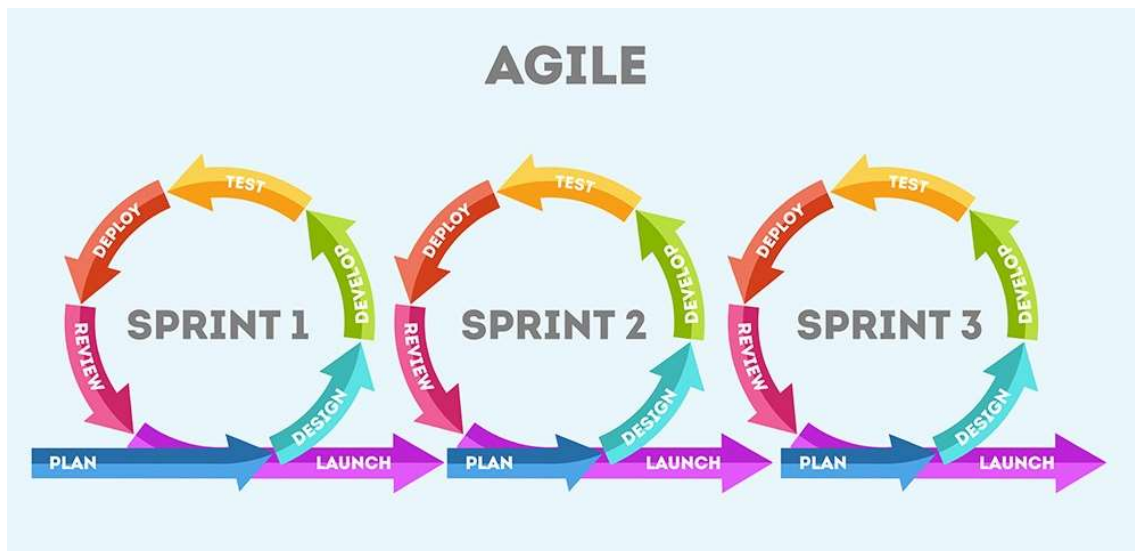 AGILE
TEST
DEPLOY
DEVELOP
SPRINT 1
REVIEW
DESIGN
PLAN
LAUNCH
TEST
DEPLOY
DEVELOP
SPRINT 2
REVIEW
DESIGN
PLAN
LAUNCH
TEST
DEPLOY
DEVELOP
SPRINT 3
REVIEW
DESIGN
PLAN
LAUNCH